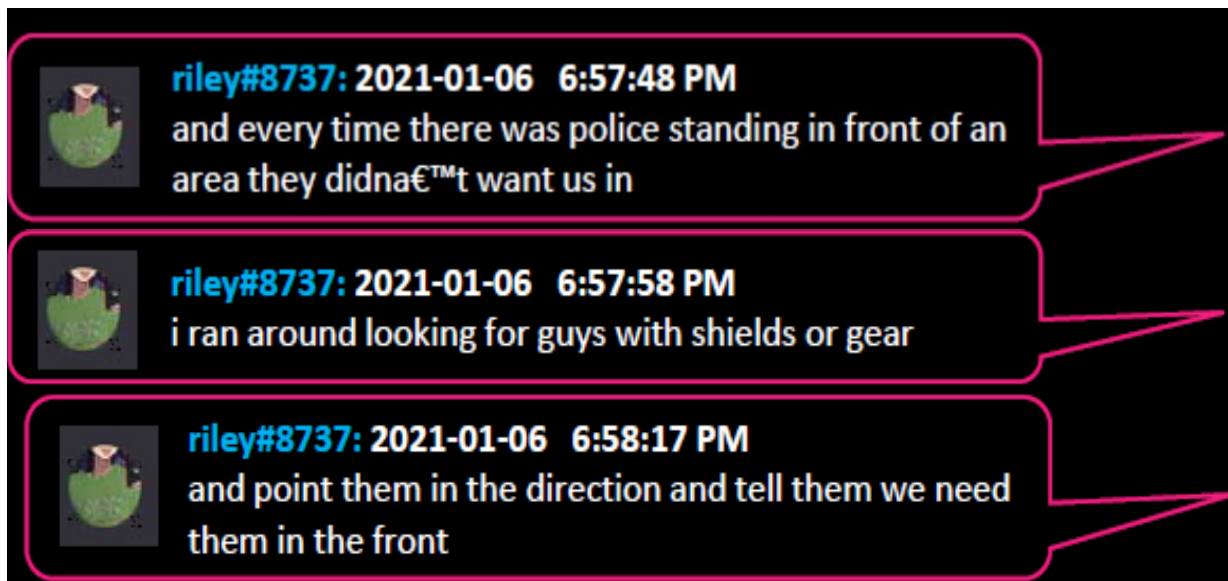 riley#8737: 2021-01-06 6:57:48 PM
and every time there was police standing in front of an
area they didna€™t want us in
riley#8737: 2021-01-06 6:57:58 PM
i ran around looking for guys with shields or gear
riley#8737: 2021-01-06 6:58:17 PM
and point them in the direction and tell them we need
them in the front